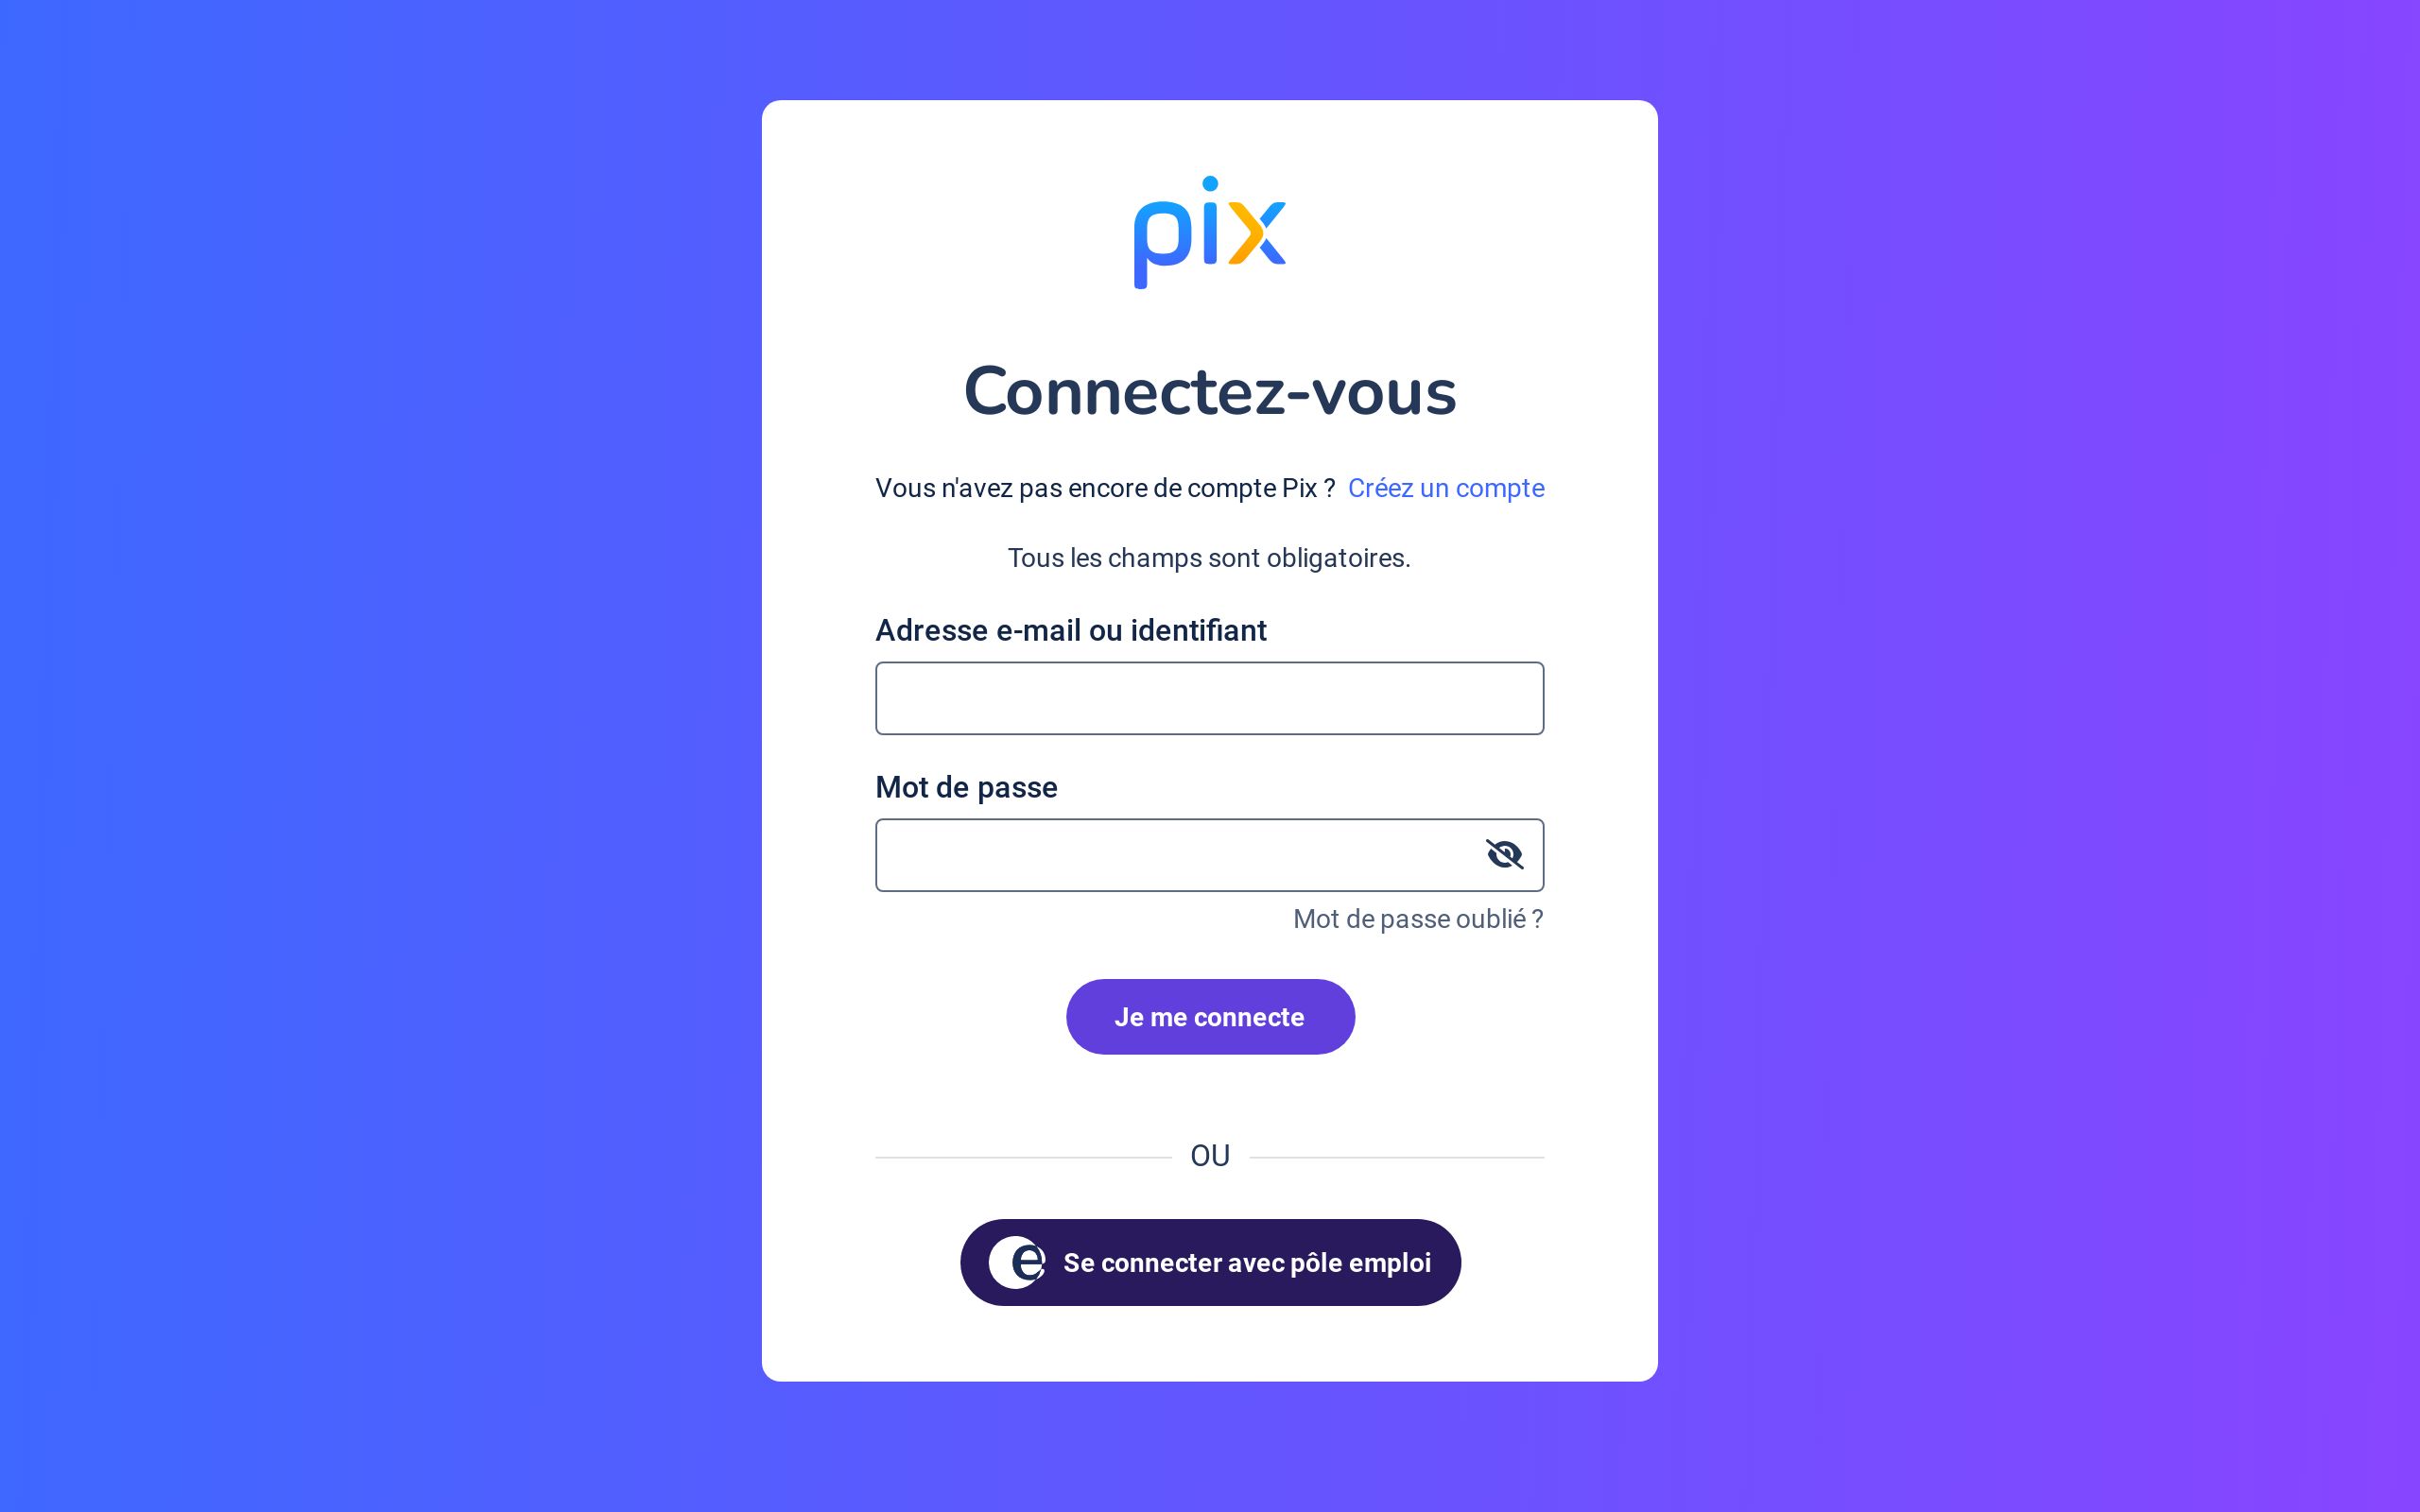 pix
Connectez-vous
Vous n'avez pas encore de compte Pix ? Créez un compte
Tous les champs sont obligatoires.
Adresse e-mail ou identifiant
Mot de passe
Mot de passe oublié ?
Je me connecte
OU
e Se connecter avec pôle emploi